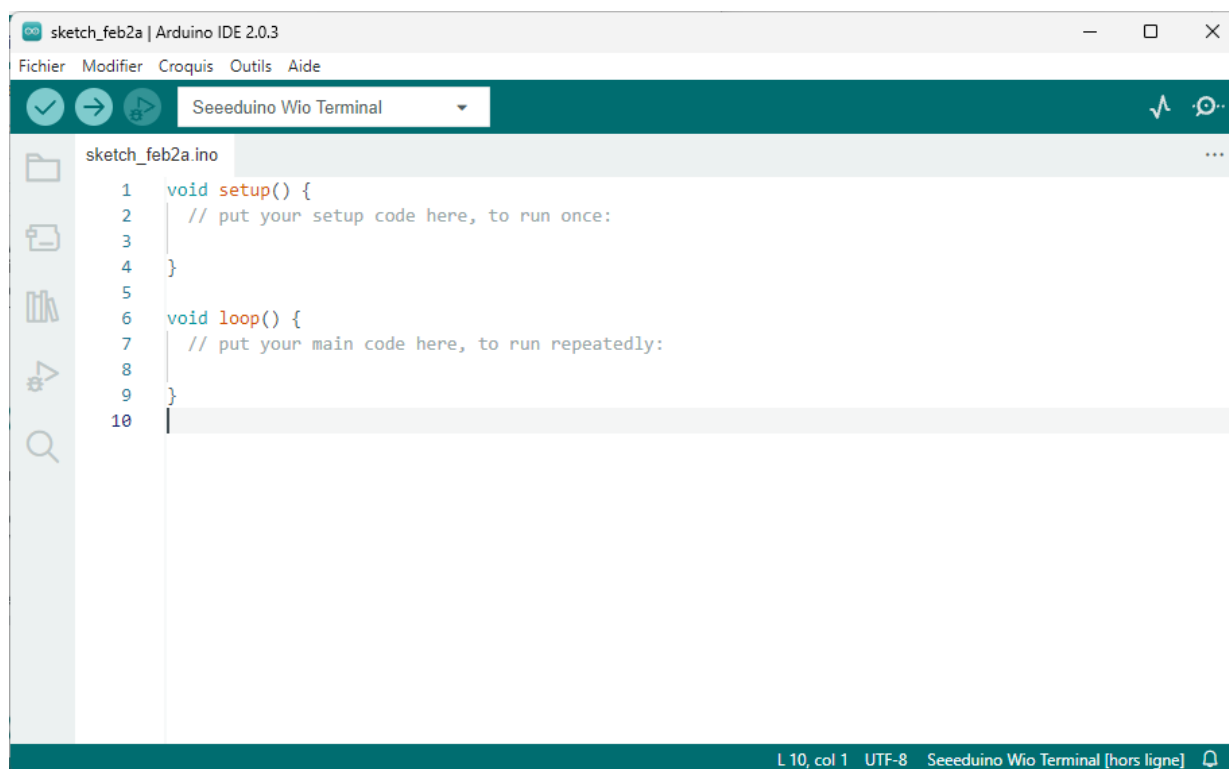 sketch_feb2a | Arduino IDE 2.0.3
Fichier Modifier Croquis Outils Aide
Seeeduino Wio Terminal
sketch_feb2a.ino
1 void setup() {
2 // put your setup code here, to run once:
3
4 }
5
6 void loop() {
7 // put your main code here, to run repeatedly:
8
9 }
10
L 10, col 1 UTF-8 Seeeduino Wio Terminal [hors ligne]